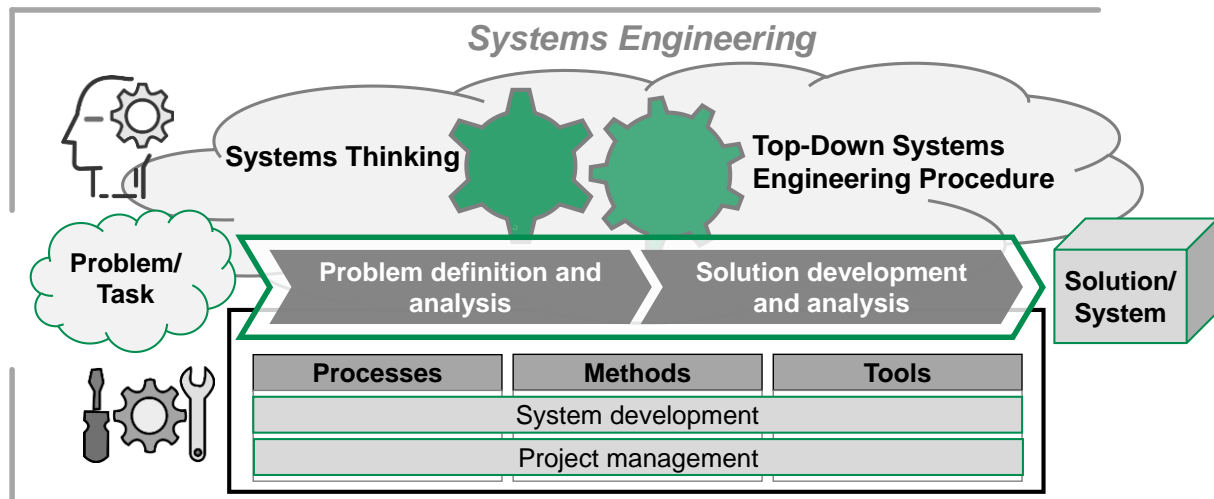 Systems Engineering
Systems Thinking
Top-Down Systems
Engineering Procedure
Problem/
Task
Problem definition and
analysis
Solution development
and analysis
Solution/
System
Processes
Methods
Tools
System development
Project management